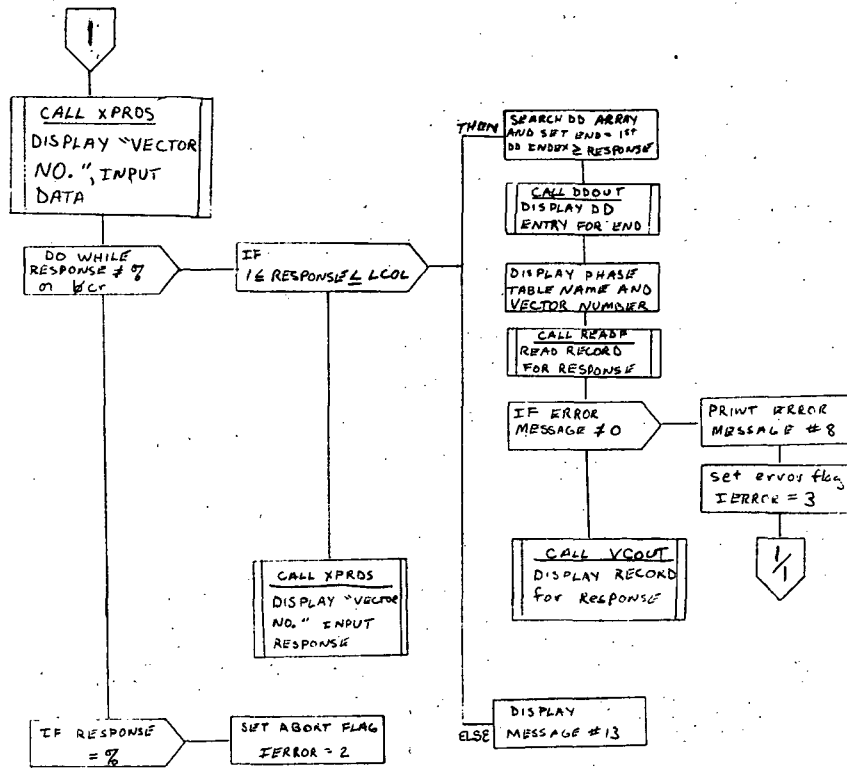 1
CALL XPRDS
DISPLAY "VECTOR
NO.", INPUT
DATA
DO WHILE
RESPONSE ≠ %
or b̸cr
IF
1 ≤ RESPONSE ≤ LCOL
THEN
SEARCH DD ARRAY
AND SET END = 1st
DD ENDEX ≥ RESPONSE
CALL DDOUT
DISPLAY DD
ENTRY FOR END
DISPLAY PHASE
TABLE NAME AND
VECTOR NUMBER
CALL READF
READ RECORD
FOR RESPONSE
IF ERROR
MESSAGE ≠ 0
PRINT ERROR
MESSAGE #8
Set error flag
IERROR = 3
1/1
CALL VCOUT
DISPLAY RECORD
for RESPONSE
CALL XPRDS
DISPLAY "VECTOR
NO." INPUT
RESPONSE
IF RESPONSE
= %
SET ABORT FLAG
IERROR = 2
ELSE
DISPLAY
MESSAGE #13